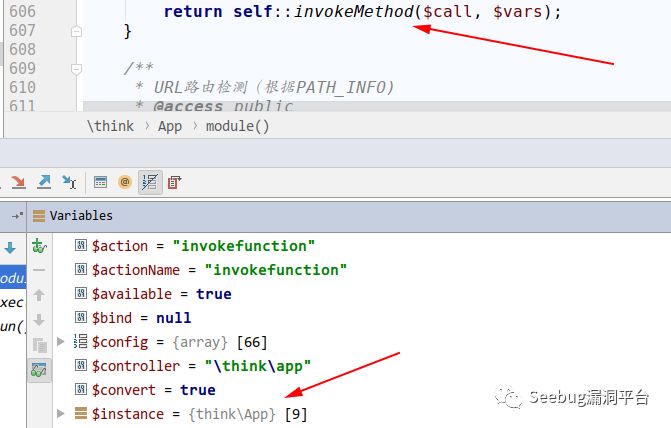 606 return self::invokeMethod($call, $vars);
607 }
608
609 /**
610 * URL路由检测（根据PATH_INFO)
611 * @access public
\think › App › module()
Variables
$action = "invokefunction"
$actionName = "invokefunction"
$available = true
$bind = null
$config = {array} [66]
$controller = "\think\app"
$convert = true
$instance = {think\App} [9]
odu
xec
un(
Seebug漏洞平台